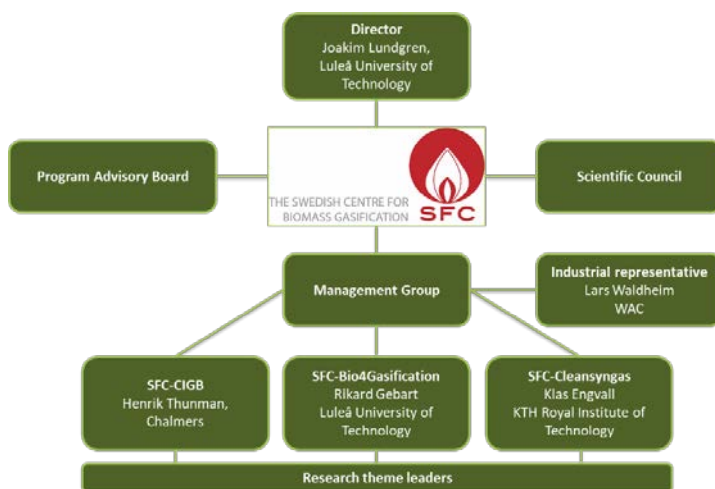 Director
Joakim Lundgren,
Luleå University of
Technology
Program Advisory Board
THE SWEDISH CENTRE FOR
BIOMASS GASIFICATION
SFC
Scientific Council
Management Group
Industrial representative
Lars Waldheim
WAC
SFC-CIGB
Henrik Thunman,
Chalmers
SFC-Bio4Gasification
Rikard Gebart
Luleå University of
Technology
SFC-Cleansyngas
Klas Engvall
KTH Royal Institute of
Technology
Research theme leaders